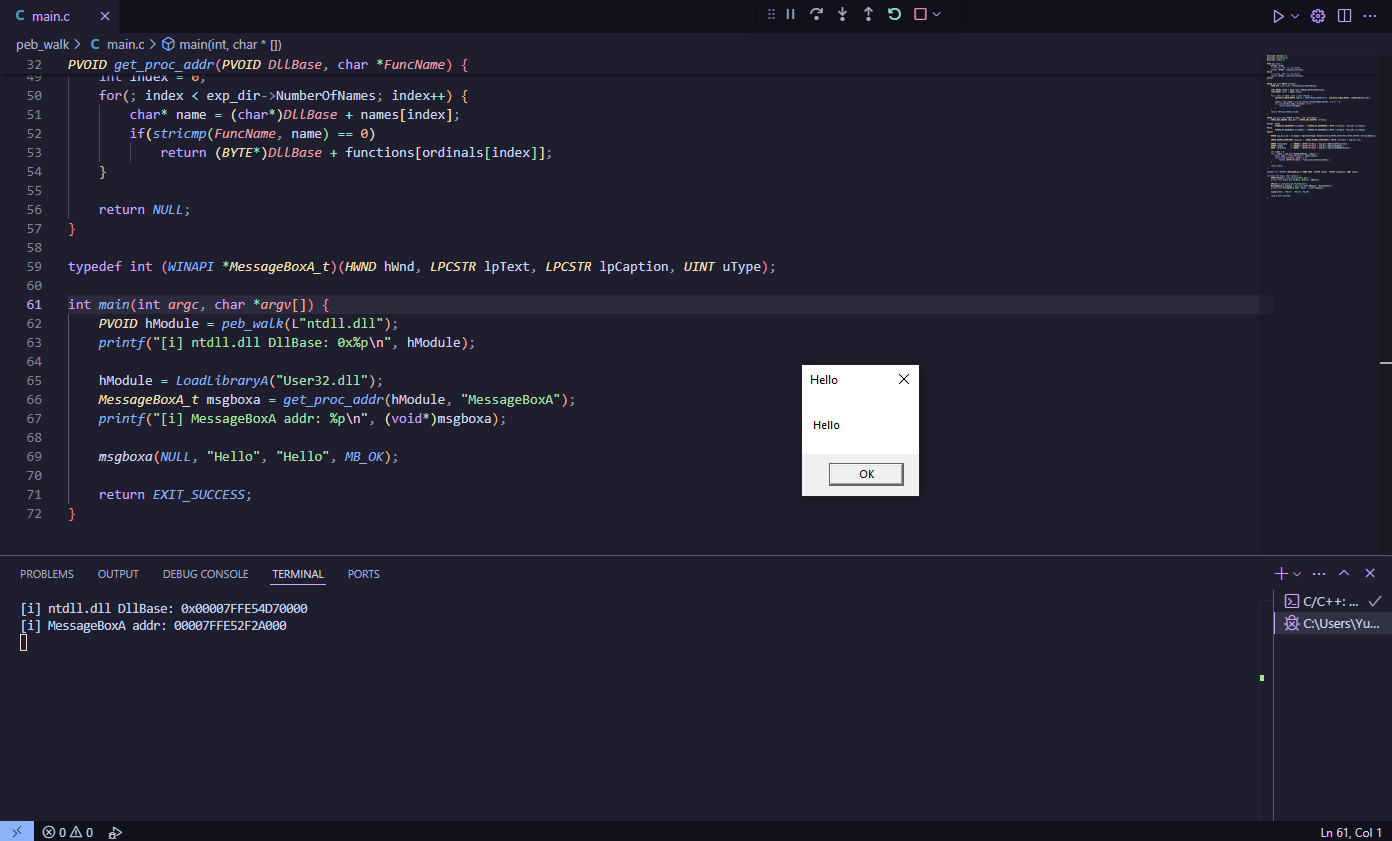 C main.c
peb_walk > C main.c > main(int, char * [])
32 PVOID get_proc_addr(PVOID DllBase, char *FuncName) {
49 int index = 0;
50 for(; index < exp_dir->NumberOfNames; index++) {
51 char* name = (char*)DllBase + names[index];
52 if(stricmp(FuncName, name) == 0)
53 return (BYTE*)DllBase + functions[ordinals[index]];
54 }
55
56 return NULL;
57 }
58
59 typedef int (WINAPI *MessageBoxA_t)(HWND hWnd, LPCSTR lpText, LPCSTR lpCaption, UINT uType);
60
61 int main(int argc, char *argv[]) {
62 PVOID hModule = peb_walk(L"ntdll.dll");
63 printf("[i] ntdll.dll DllBase: 0x%p\n", hModule);
64
65 hModule = LoadLibraryA("User32.dll");
66 MessageBoxA_t msgboxa = get_proc_addr(hModule, "MessageBoxA");
67 printf("[i] MessageBoxA addr: %p\n", (void*)msgboxa);
68
69 msgboxa(NULL, "Hello", "Hello", MB_OK);
70
71 return EXIT_SUCCESS;
72 }
Hello
Hello
OK
PROBLEMS OUTPUT DEBUG CONSOLE TERMINAL PORTS
[i] ntdll.dll DllBase: 0x00007FFE54D70000
[i] MessageBoxA addr: 00007FFE52F2A000
C/C++: ...
C:\Users\Yu...
0 0
Ln 61, Col 1